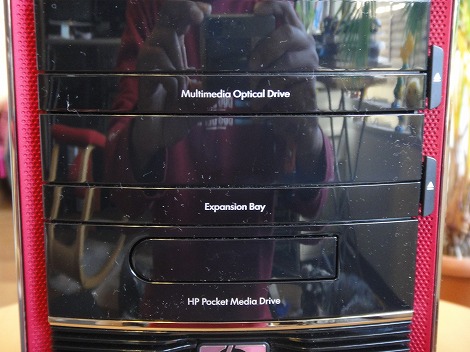 Multimedia Optical Drive
Expansion Bay
HP Pocket Media Drive